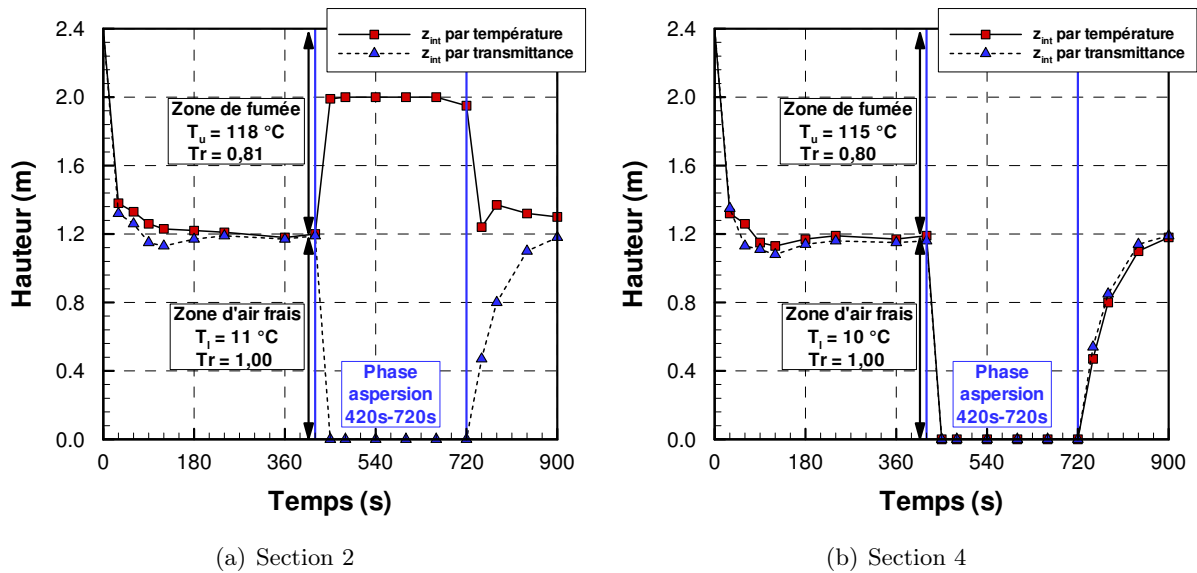 z_int par température
z_int par transmittance
Hauteur (m)
2.4
2.0
1.6
1.2
0.8
0.4
0.0
Zone de fumée
T_u = 118 °C
Tr = 0,81
Zone d'air frais
T_l = 11 °C
Tr = 1,00
Phase
aspersion
420s-720s
0 180 360 540 720 900
Temps (s)
(a) Section 2
z_int par température
z_int par transmittance
Hauteur (m)
2.4
2.0
1.6
1.2
0.8
0.4
0.0
Zone de fumée
T_u = 115 °C
Tr = 0,80
Zone d'air frais
T_l = 10 °C
Tr = 1,00
Phase
aspersion
420s-720s
0 180 360 540 720 900
Temps (s)
(b) Section 4